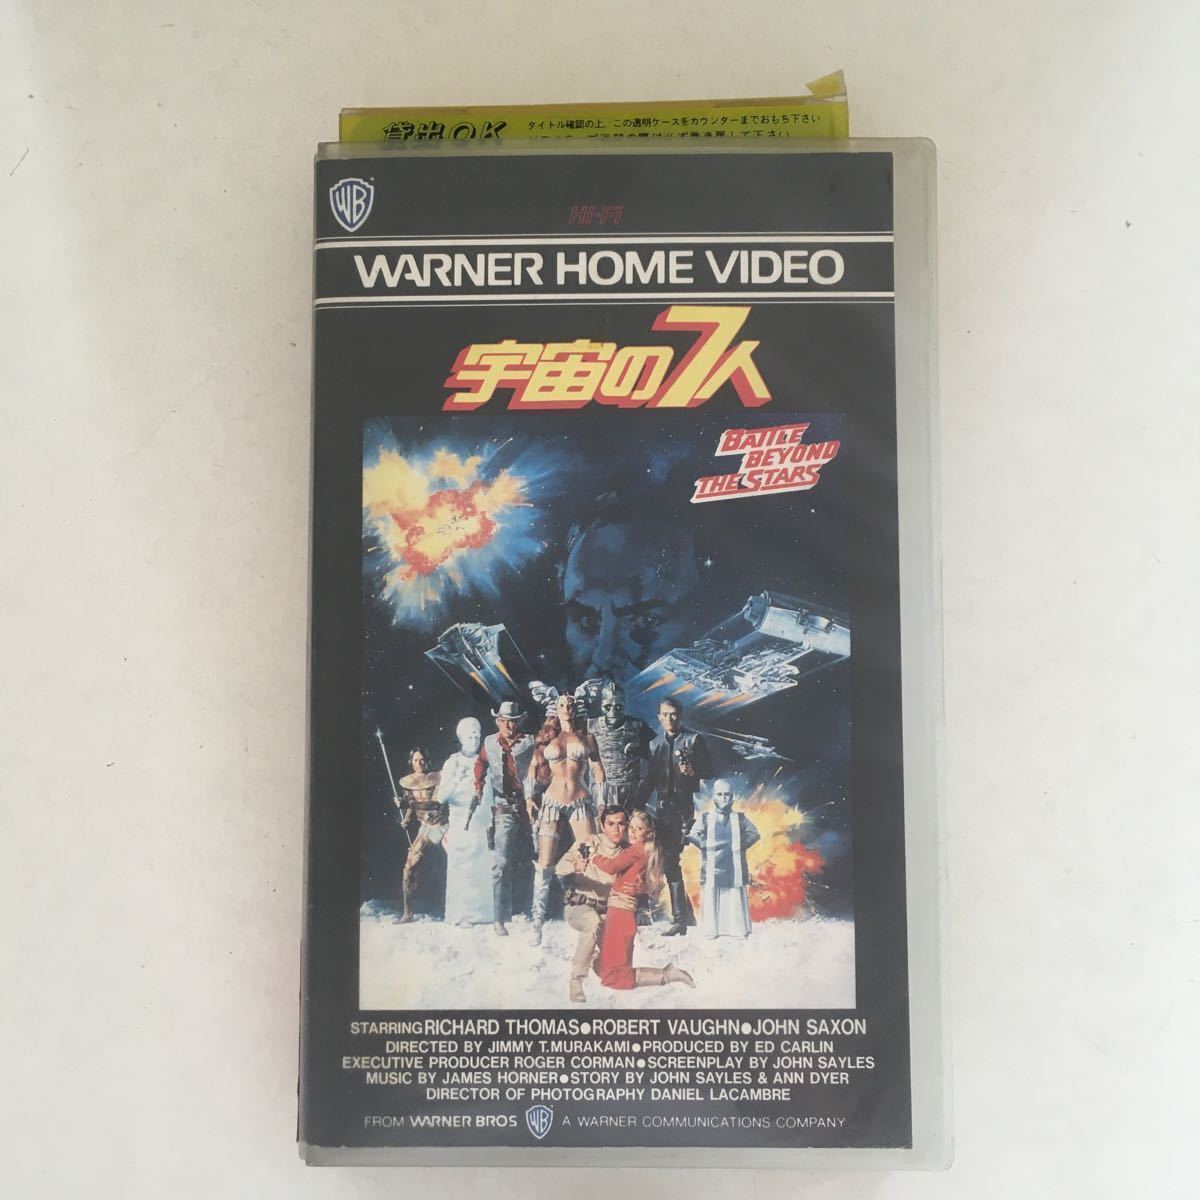 貸出OK
タイトル確認の上、この透明ケースをカウンターまでおもち下さい
WB
Hi-Fi
WARNER HOME VIDEO
宇宙の7人
BATTLE
BEYOND
THE STARS
STARRING RICHARD THOMAS●ROBERT VAUGHN●JOHN SAXON
DIRECTED BY JIMMY T.MURAKAMI●PRODUCED BY ED CARLIN
EXECUTIVE PRODUCER ROGER CORMAN●SCREENPLAY BY JOHN SAYLES
MUSIC BY JAMES HORNER●STORY BY JOHN SAYLES & ANN DYER
DIRECTOR OF PHOTOGRAPHY DANIEL LACAMBRE
FROM WARNER BROS WB A WARNER COMMUNICATIONS COMPANY